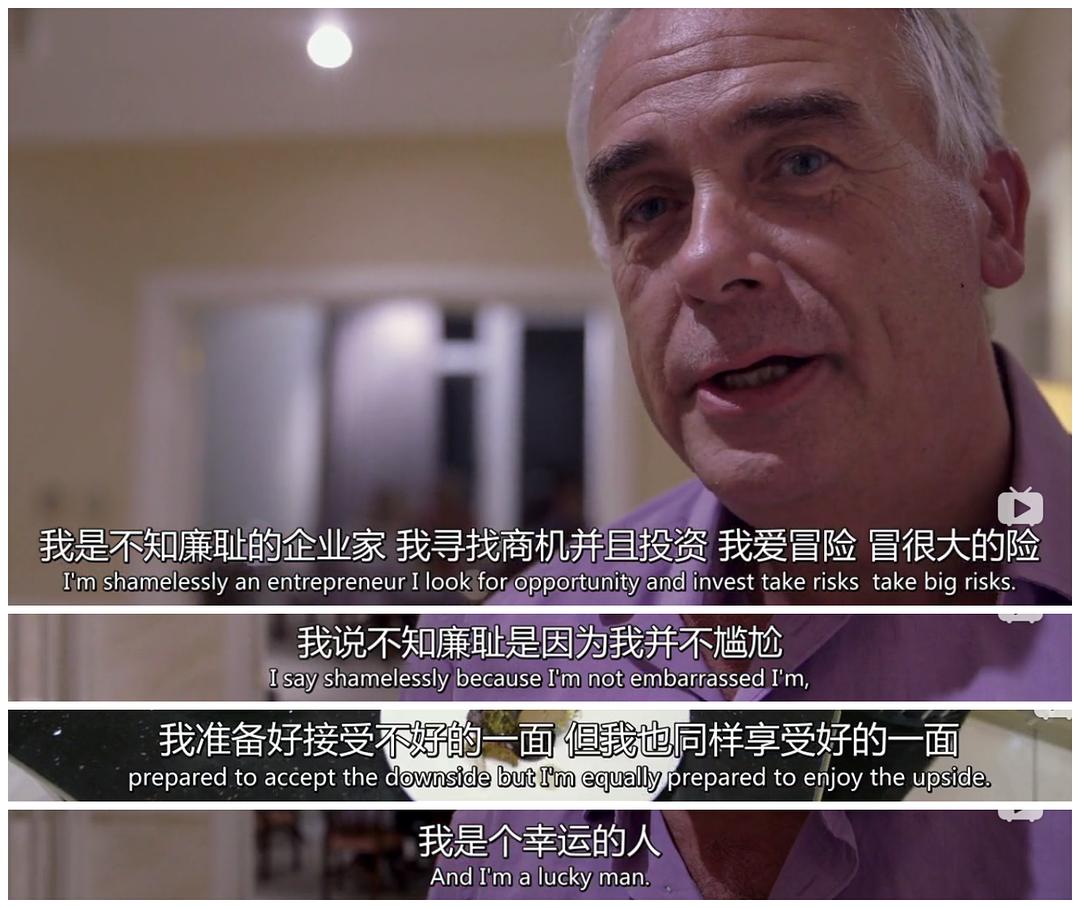 我是不知廉耻的企业家 我寻找商机并且投资 我爱冒险 冒很大的险
I'm shamelessly an entrepreneur I look for opportunity and invest take risks  take big risks.
我说不知廉耻是因为我并不尴尬
I say shamelessly because I'm not embarrassed I'm,
我准备好接受不好的一面 但我也同样享受好的一面
prepared to accept the downside but I'm equally prepared to enjoy the upside.
我是个幸运的人
And I'm a lucky man.